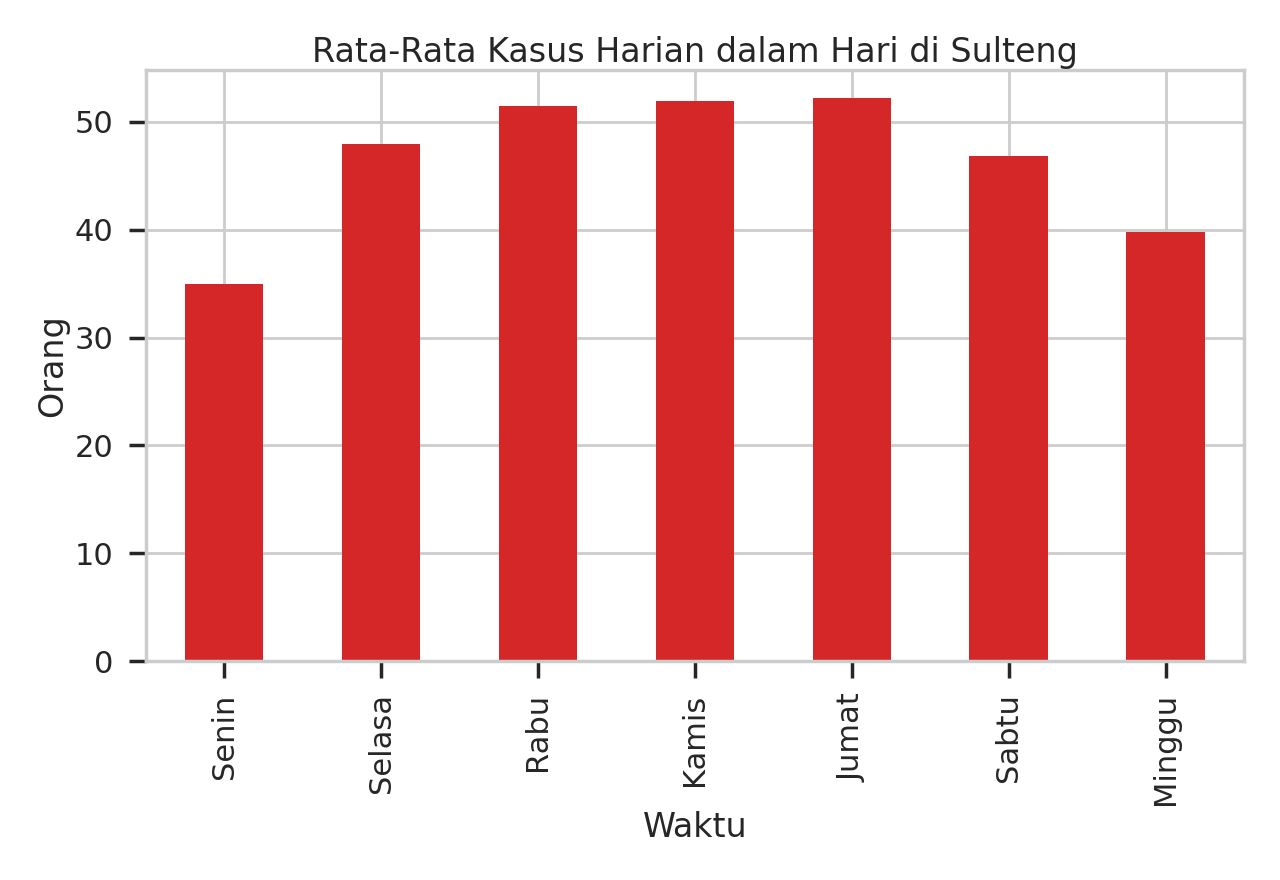 Rata-Rata Kasus Harian dalam Hari di Sulteng
Orang
50
40
30
20
10
0
Senin
Selasa
Rabu
Kamis
Jumat
Sabtu
Minggu
Waktu